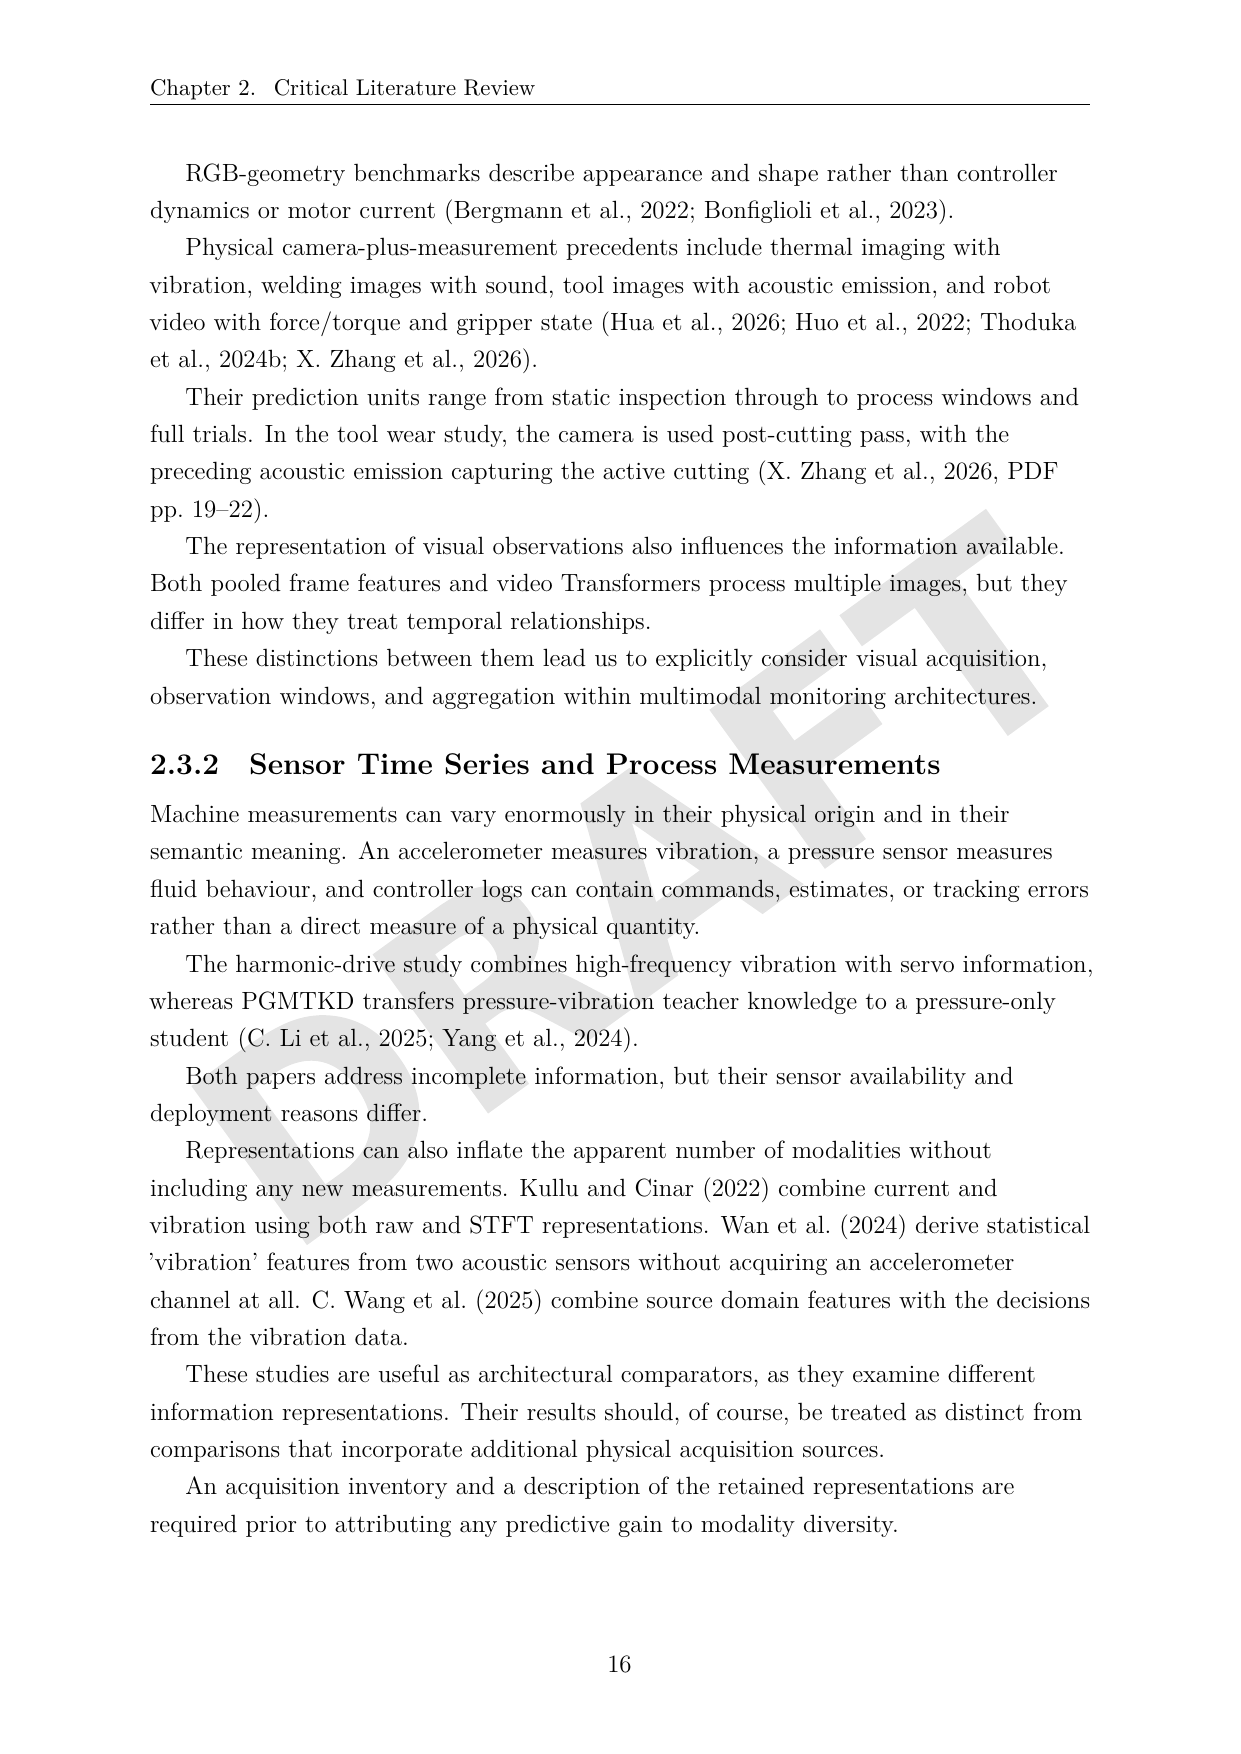 Chapter 2. Critical Literature Review
RGB-geometry benchmarks describe appearance and shape rather than controller
dynamics or motor current (Bergmann et al., 2022; Bonfiglioli et al., 2023).
Physical camera-plus-measurement precedents include thermal imaging with
vibration, welding images with sound, tool images with acoustic emission, and robot
video with force/torque and gripper state (Hua et al., 2026; Huo et al., 2022; Thoduka
et al., 2024b; X. Zhang et al., 2026).
Their prediction units range from static inspection through to process windows and
full trials. In the tool wear study, the camera is used post-cutting pass, with the
preceding acoustic emission capturing the active cutting (X. Zhang et al., 2026, PDF
pp. 19–22).
The representation of visual observations also influences the information available.
Both pooled frame features and video Transformers process multiple images, but they
differ in how they treat temporal relationships.
These distinctions between them lead us to explicitly consider visual acquisition,
observation windows, and aggregation within multimodal monitoring architectures.
2.3.2 Sensor Time Series and Process Measurements
Machine measurements can vary enormously in their physical origin and in their
semantic meaning. An accelerometer measures vibration, a pressure sensor measures
fluid behaviour, and controller logs can contain commands, estimates, or tracking errors
rather than a direct measure of a physical quantity.
The harmonic-drive study combines high-frequency vibration with servo information,
whereas PGMTKD transfers pressure-vibration teacher knowledge to a pressure-only
student (C. Li et al., 2025; Yang et al., 2024).
Both papers address incomplete information, but their sensor availability and
deployment reasons differ.
Representations can also inflate the apparent number of modalities without
including any new measurements. Kullu and Cinar (2022) combine current and
vibration using both raw and STFT representations. Wan et al. (2024) derive statistical
’vibration’ features from two acoustic sensors without acquiring an accelerometer
channel at all. C. Wang et al. (2025) combine source domain features with the decisions
from the vibration data.
These studies are useful as architectural comparators, as they examine different
information representations. Their results should, of course, be treated as distinct from
comparisons that incorporate additional physical acquisition sources.
An acquisition inventory and a description of the retained representations are
required prior to attributing any predictive gain to modality diversity.
16
DRAFT